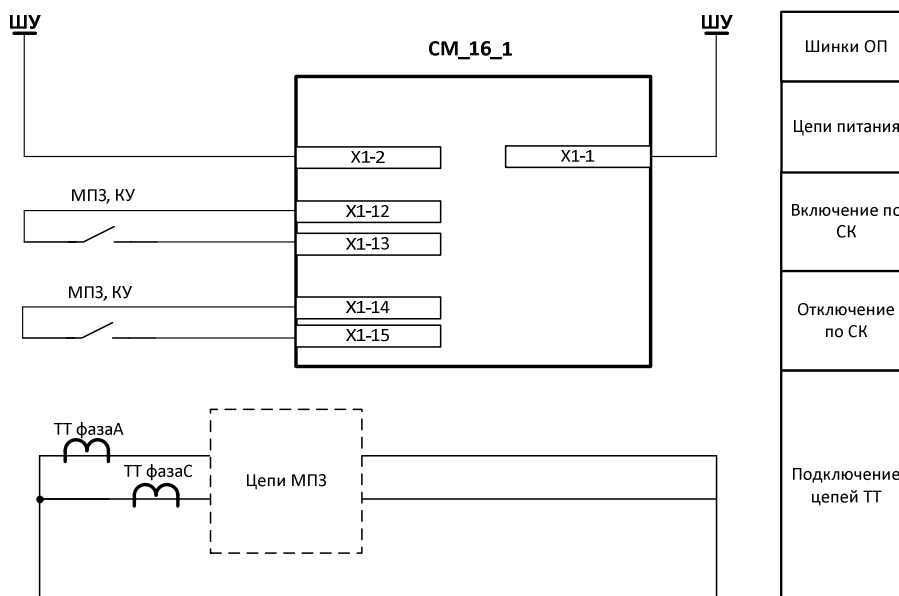 ШУ
ШУ
СМ_16_1
Шинки ОП
Цепи питания
X1-2
X1-1
МПЗ, КУ
X1-12
X1-13
Включение по
СК
МПЗ, КУ
X1-14
X1-15
Отключение
по СК
ТТ фазаА
ТТ фазаС
Цепи МПЗ
Подключение
цепей ТТ